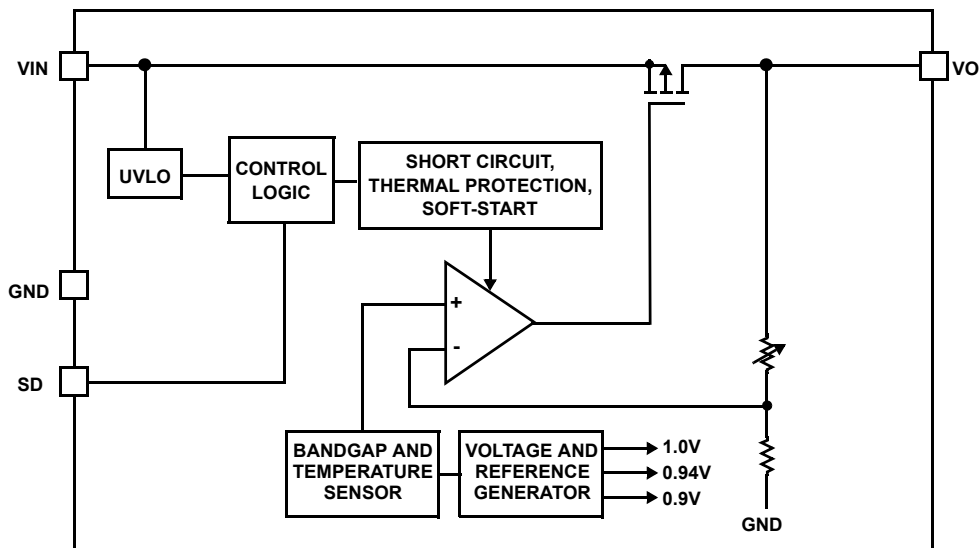 VIN
VO
UVLO
CONTROL
LOGIC
SHORT CIRCUIT,
THERMAL PROTECTION,
SOFT-START
GND
+
-
SD
BANDGAP AND
TEMPERATURE
SENSOR
VOLTAGE AND
REFERENCE
GENERATOR
1.0V
0.94V
0.9V
GND